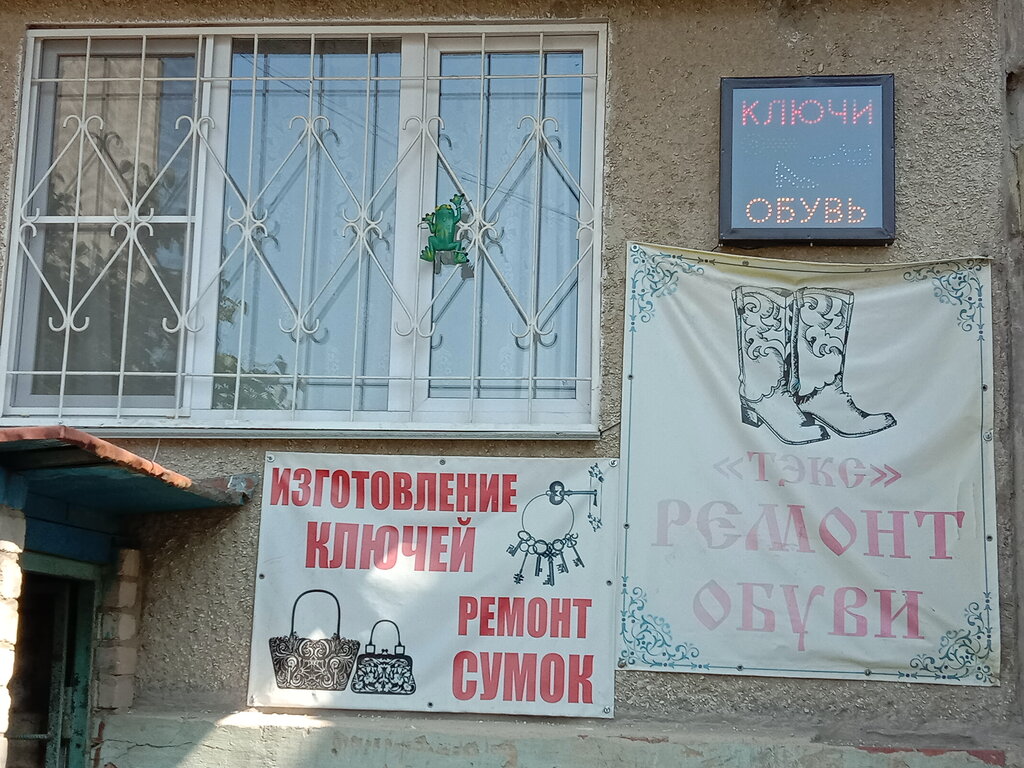 КЛЮЧИ
ОБУВЬ
«ТЭКС»
РЕМОНТ
ОБУВИ
ИЗГОТОВЛЕНИЕ
КЛЮЧЕЙ
РЕМОНТ
СУМОК